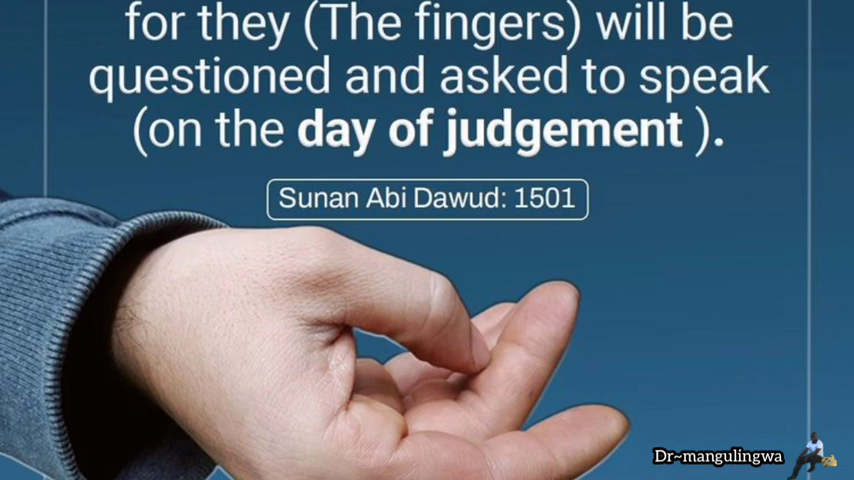 for they (The fingers) will be
questioned and asked to speak
(on the day of judgement ).
Sunan Abi Dawud: 1501
Dr~mangulingwa